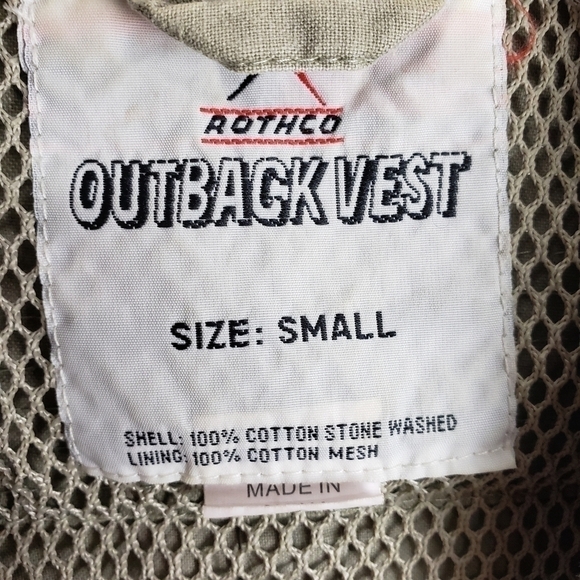 ROTHCO
OUTBACK VEST
SIZE: SMALL
SHELL: 100% COTTON STONE WASHED
LINING: 100% COTTON MESH
MADE IN